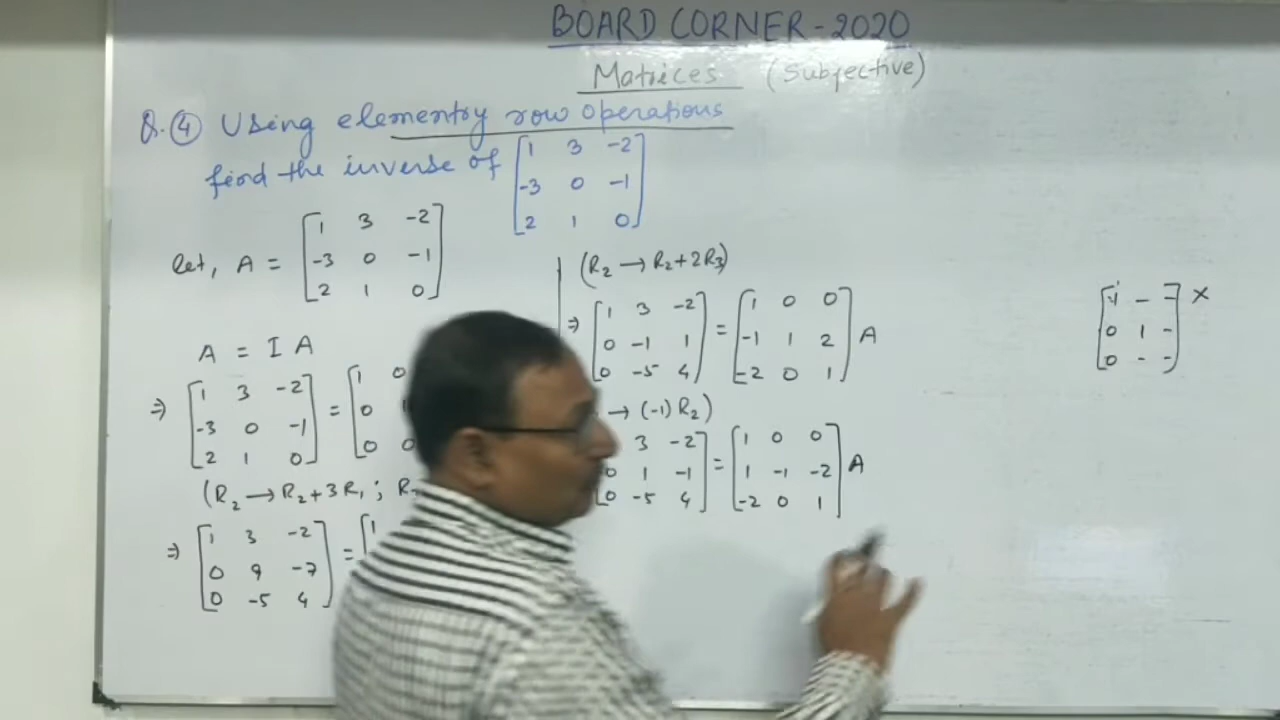 BOARD CORNER - 2020
Matrices (Subjective)
Q. ④ Using elementry row operations
find the inverse of [1 3 -2
-3 0 -1
2 1 0]
let, A = [1 3 -2
-3 0 -1
2 1 0]
A = I A
⇒ [1 3 -2
-3 0 -1
2 1 0] = [1 0
0
0 0
(R₂ → R₂+3R₁ ;
⇒ [1 3 -2
0 9 -7
0 -5 4] = [1
(R₂ → R₂+2R₃)
⇒ [1 3 -2
0 -1 1
0 -5 4] = [1 0 0
-1 1 2
-2 0 1] A
→ (-1) R₂)
3 -2
0 1 -1
0 -5 4] = [1 0 0
1 -1 -2
-2 0 1] A
[1 – –
0 1 -
0 - -] ×